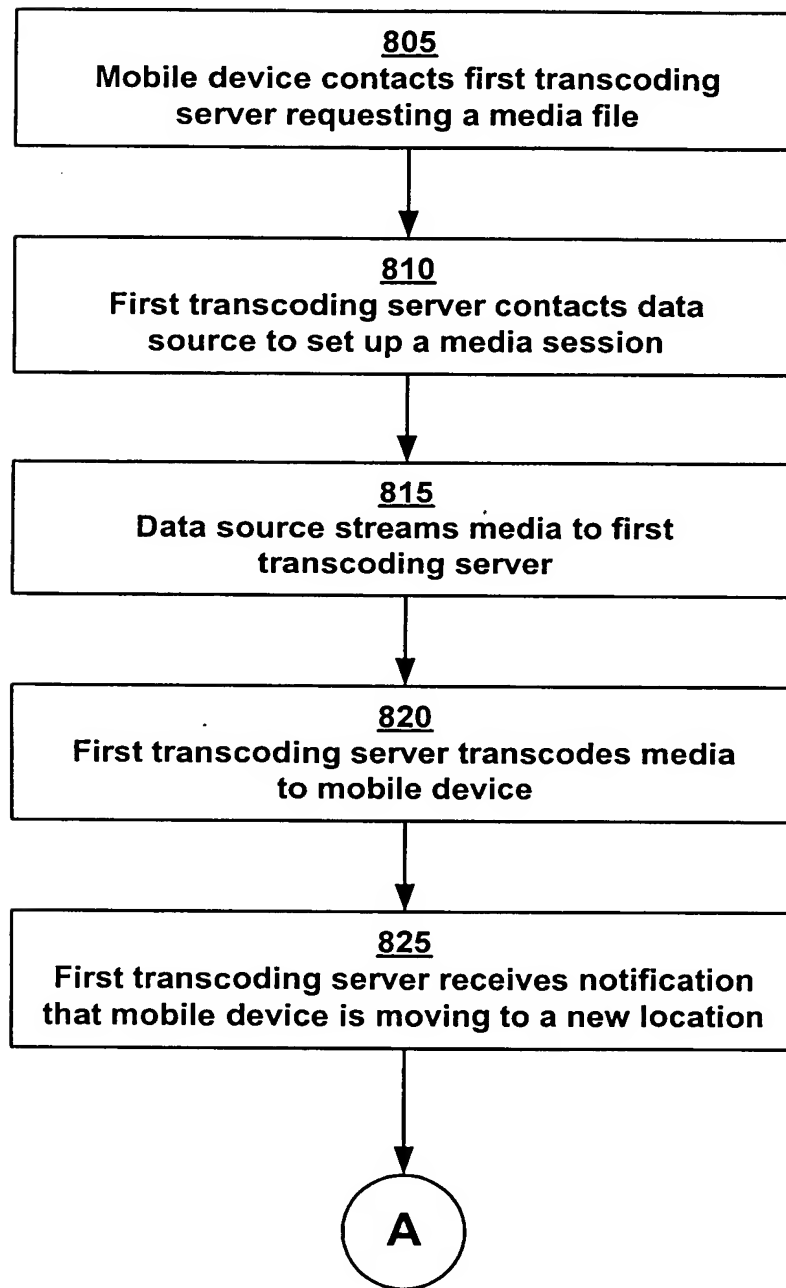 805
Mobile device contacts first transcoding
server requesting a media file
810
First transcoding server contacts data
source to set up a media session
815
Data source streams media to first
transcoding server
820
First transcoding server transcodes media
to mobile device
825
First transcoding server receives notification
that mobile device is moving to a new location
A